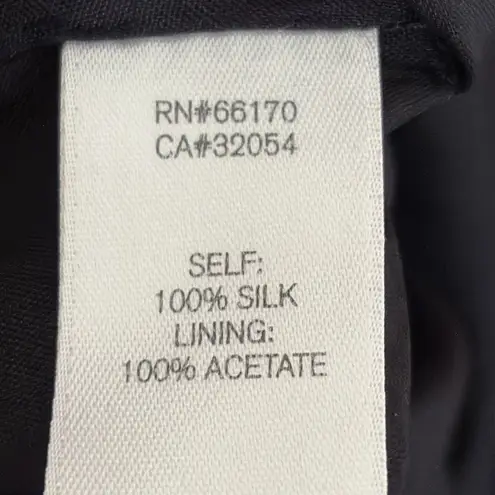 RN#66170
CA#32054
SELF:
100% SILK
LINING:
100% ACETATE